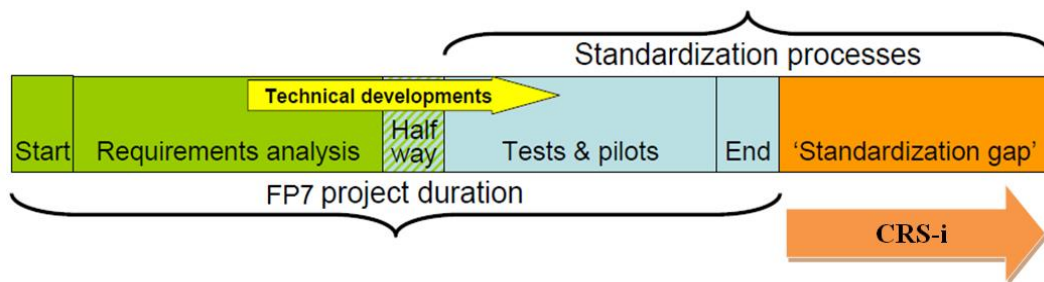 Standardization processes
Technical developments
Start
Requirements analysis
Half
way
Tests & pilots
End
‘Standardization gap’
FP7 project duration
CRS-i